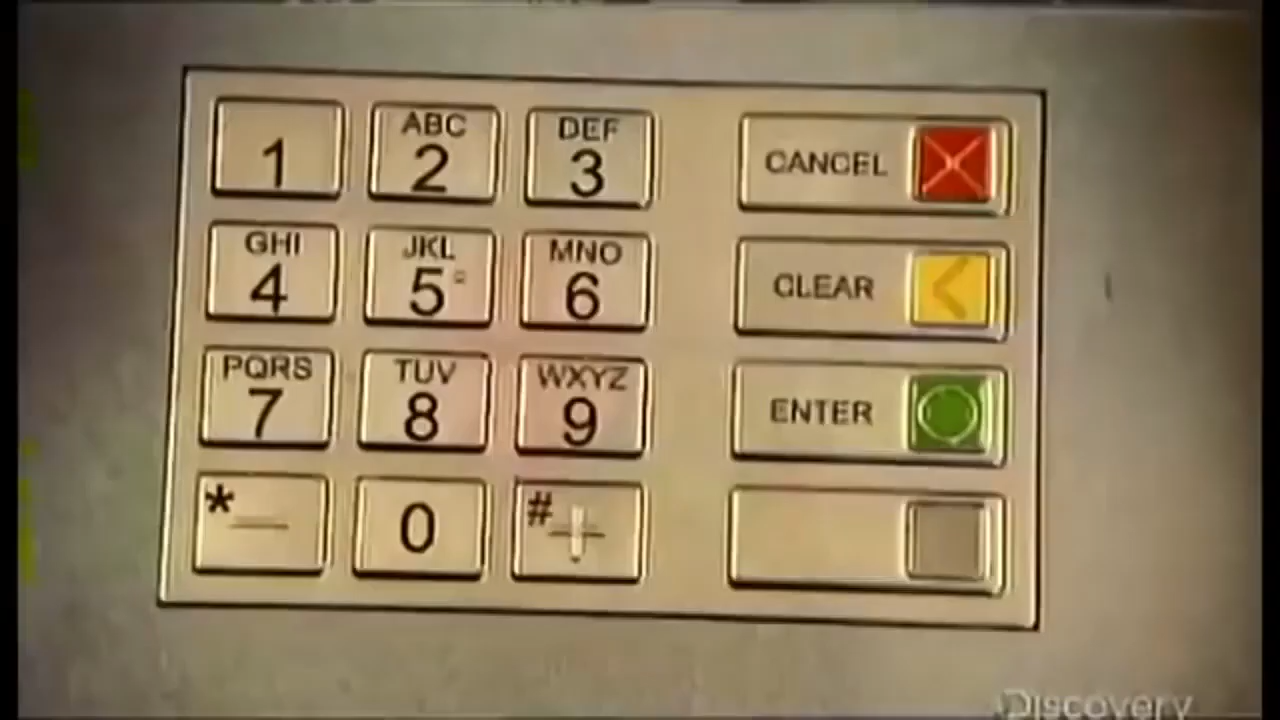 1
ABC
2
DEF
3
CANCEL
GHI
4
JKL
5
MNO
6
CLEAR
PQRS
7
TUV
8
WXYZ
9
ENTER
*
—
0
#
+
Discovery